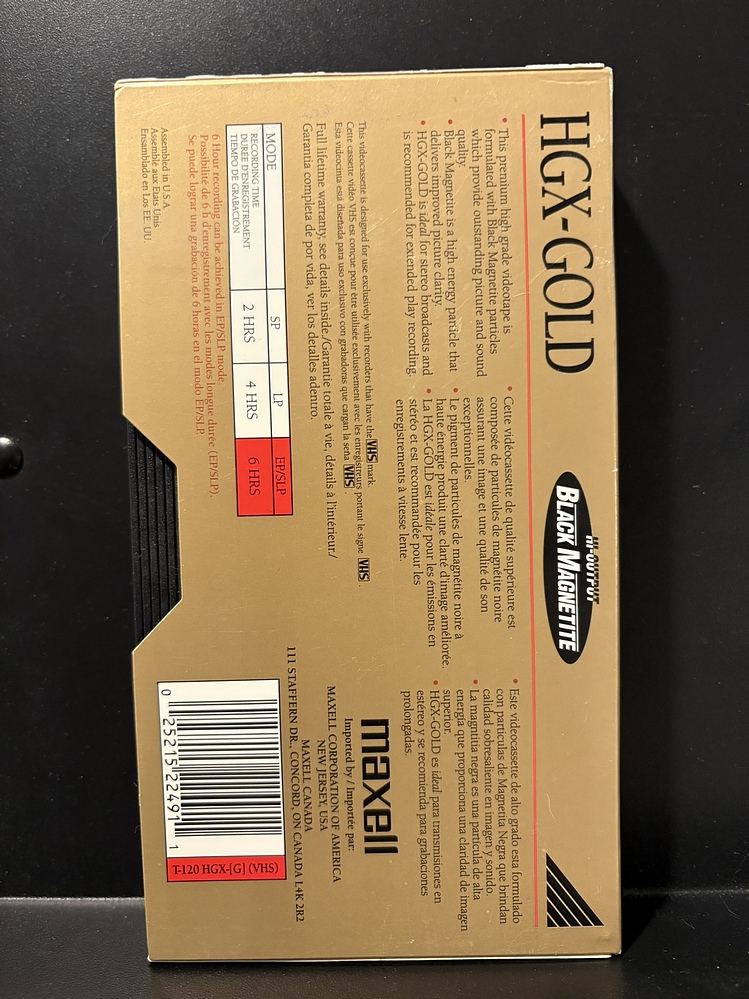 HGX-GOLD
HI-OUTPUT
BLACK MAGNETITE
• This premium high grade videotape is
formulated with Black Magnetite particles
which provide outstanding picture and sound
quality.
• Black Magnetite is a high energy particle that
delivers improved picture clarity.
• HGX-GOLD is ideal for stereo broadcasts and
is recommended for extended play recording.
• Cette vidéocassette de qualité supérieure est
composée de particules de magnétite noire
assurant une image et une qualité de son
exceptionnelles.
• Le pigment de particules de magnétite noire à
haute énergie produit une clarté d'image améliorée.
• La HGX-GOLD est idéale pour les émissions en
stéréo et est recommandée pour les
enregistrements à vitesse lente.
• Este videocassette de alto grado esta formulado
con particulas de Magnetita Negra que brindan
calidad sobresaliente en imagen y sonido.
• La magnitita negra es una partícula de alta
energia que proporciona una claridad de imagen
superior.
• HGX-GOLD es ideal para transmisiones en
estéreo y se recomienda para grabaciones
prolongadas.
This videocassette is designed for use exclusively with recorders that have the VHS mark.
Cette cassette vidéo VHS est conçue pour être utilisée exclusivement avec les enregistreurs portant le signe VHS.
Esta videocinta está diseñada para uso exclusivo con grabadoras que cargan la seña VHS.
Full lifetime warranty, see details inside./Garantie totale à vie, détails à l'intérieur/
Garantia completa de por vida, ver los detalles adentro.
MODE SP LP EP/SLP
RECORDING TIME
DURÉE D'ENREGISTREMENT
TIEMPO DE GRABACIÓN
2 HRS 4 HRS 6 HRS
6 Hour recording can be achieved in EP/SLP mode.
Possibilité de 6 h d'enregistrement avec les modes longue durée (EP/SLP).
Se puede lograr una grabación de 6 horas en el modo EP/SLP.
Assembled in U.S.A.
Assemblé aux Etats Unis
Ensamblado en Los EE. UU.
maxell
Imported by / Importée par:
MAXELL CORPORATION OF AMERICA
NEW JERSEY, USA
MAXELL CANADA
111 STAFFERN DR., CONCORD, ON CANADA L4K 2R2
0 25215 22491 1
T-120 HGX-[G] (VHS)